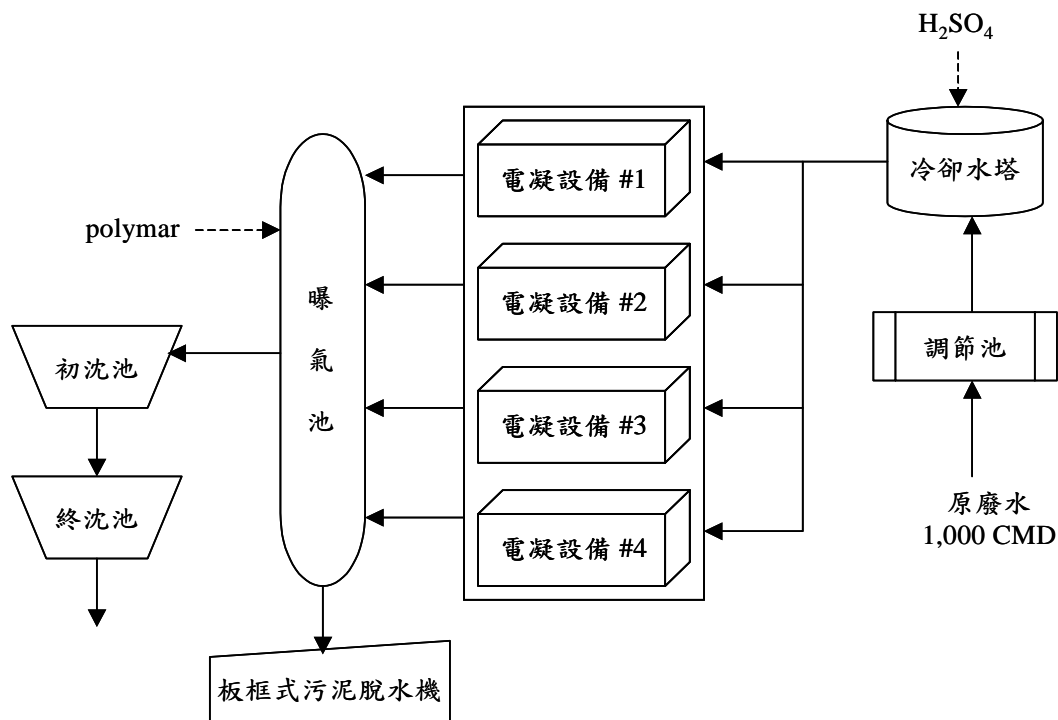 H₂SO₄
冷卻水塔
調節池
原廢水
1,000 CMD
電凝設備 #1
電凝設備 #2
電凝設備 #3
電凝設備 #4
polymar
曝
氣
池
初沈池
終沈池
板框式污泥脫水機